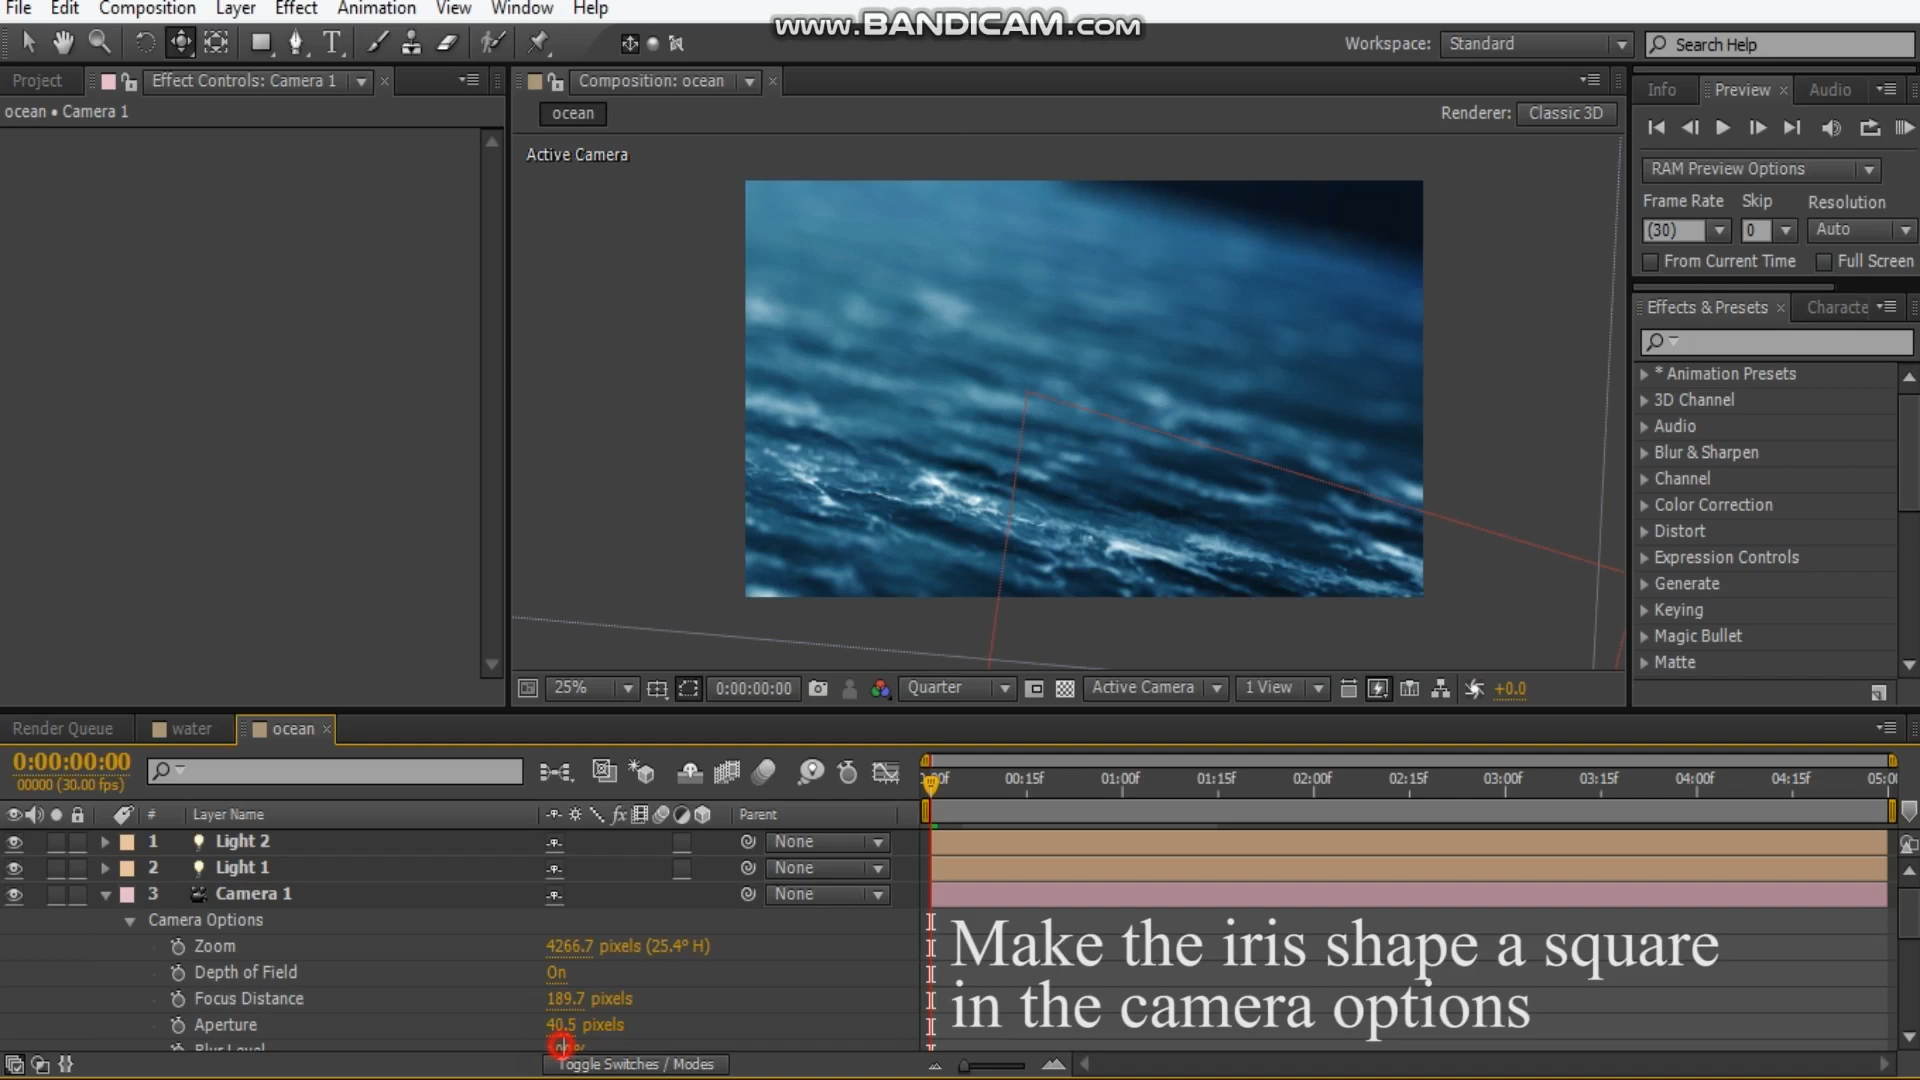 File Edit Composition Layer Effect Animation View Window Help
www.BANDICAM.com
Workspace: Standard Search Help
Project Effect Controls: Camera 1 Composition: ocean
ocean • Camera 1
ocean
Renderer: Classic 3D
Active Camera
Info Preview Audio
RAM Preview Options
Frame Rate Skip Resolution
(30) 0 Auto
From Current Time Full Screen
Effects & Presets Characte
* Animation Presets
3D Channel
Audio
Blur & Sharpen
Channel
Color Correction
Distort
Expression Controls
Generate
Keying
Magic Bullet
Matte
25% 0:00:00:00 Quarter Active Camera 1 View +0.0
Render Queue water ocean
0:00:00:00
00000 (30.00 fps)
00f 00:15f 01:00f 01:15f 02:00f 02:15f 03:00f 03:15f 04:00f 04:15f 05:00
# Layer Name fx Parent
1 Light 2 None
2 Light 1 None
3 Camera 1 None
Camera Options
Zoom 4266.7 pixels (25.4° H)
Depth of Field On
Focus Distance 189.7 pixels
Aperture 40.5 pixels
Blur Level
Toggle Switches / Modes
Make the iris shape a square
in the camera options